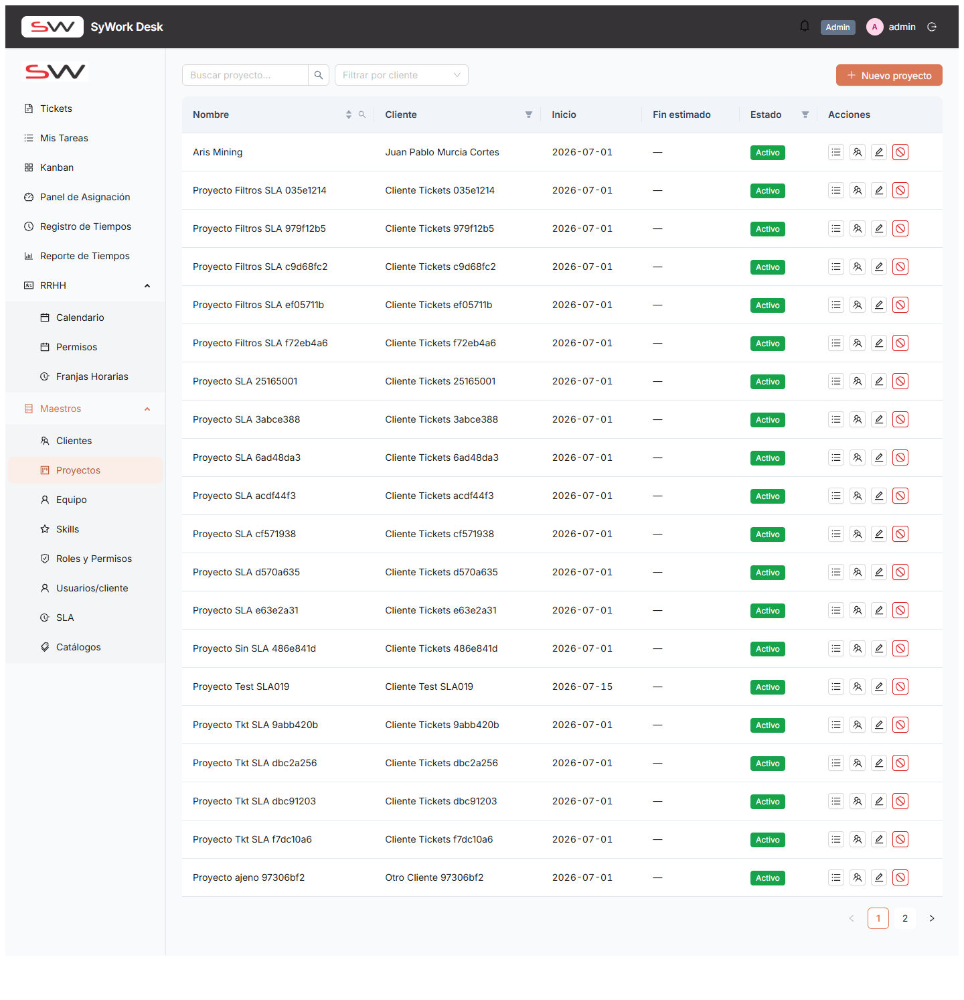 SW SyWork Desk Admin A admin
SW
Tickets
Mis Tareas
Kanban
Panel de Asignación
Registro de Tiempos
Reporte de Tiempos
RRHH
Calendario
Permisos
Franjas Horarias
Maestros
Clientes
Proyectos
Equipo
Skills
Roles y Permisos
Usuarios/cliente
SLA
Catálogos
Buscar proyecto... Filtrar por cliente Nuevo proyecto
Nombre Cliente Inicio Fin estimado Estado Acciones
Aris Mining Juan Pablo Murcia Cortes 2026-07-01 — Activo
Proyecto Filtros SLA 035e1214 Cliente Tickets 035e1214 2026-07-01 — Activo
Proyecto Filtros SLA 979f12b5 Cliente Tickets 979f12b5 2026-07-01 — Activo
Proyecto Filtros SLA c9d68fc2 Cliente Tickets c9d68fc2 2026-07-01 — Activo
Proyecto Filtros SLA ef05711b Cliente Tickets ef05711b 2026-07-01 — Activo
Proyecto Filtros SLA f72eb4a6 Cliente Tickets f72eb4a6 2026-07-01 — Activo
Proyecto SLA 25165001 Cliente Tickets 25165001 2026-07-01 — Activo
Proyecto SLA 3abce388 Cliente Tickets 3abce388 2026-07-01 — Activo
Proyecto SLA 6ad48da3 Cliente Tickets 6ad48da3 2026-07-01 — Activo
Proyecto SLA acdf44f3 Cliente Tickets acdf44f3 2026-07-01 — Activo
Proyecto SLA cf571938 Cliente Tickets cf571938 2026-07-01 — Activo
Proyecto SLA d570a635 Cliente Tickets d570a635 2026-07-01 — Activo
Proyecto SLA e63e2a31 Cliente Tickets e63e2a31 2026-07-01 — Activo
Proyecto Sin SLA 486e841d Cliente Tickets 486e841d 2026-07-01 — Activo
Proyecto Test SLA019 Cliente Test SLA019 2026-07-15 — Activo
Proyecto Tkt SLA 9abb420b Cliente Tickets 9abb420b 2026-07-01 — Activo
Proyecto Tkt SLA dbc2a256 Cliente Tickets dbc2a256 2026-07-01 — Activo
Proyecto Tkt SLA dbc91203 Cliente Tickets dbc91203 2026-07-01 — Activo
Proyecto Tkt SLA f7dc10a6 Cliente Tickets f7dc10a6 2026-07-01 — Activo
Proyecto ajeno 97306bf2 Otro Cliente 97306bf2 2026-07-01 — Activo
1 2